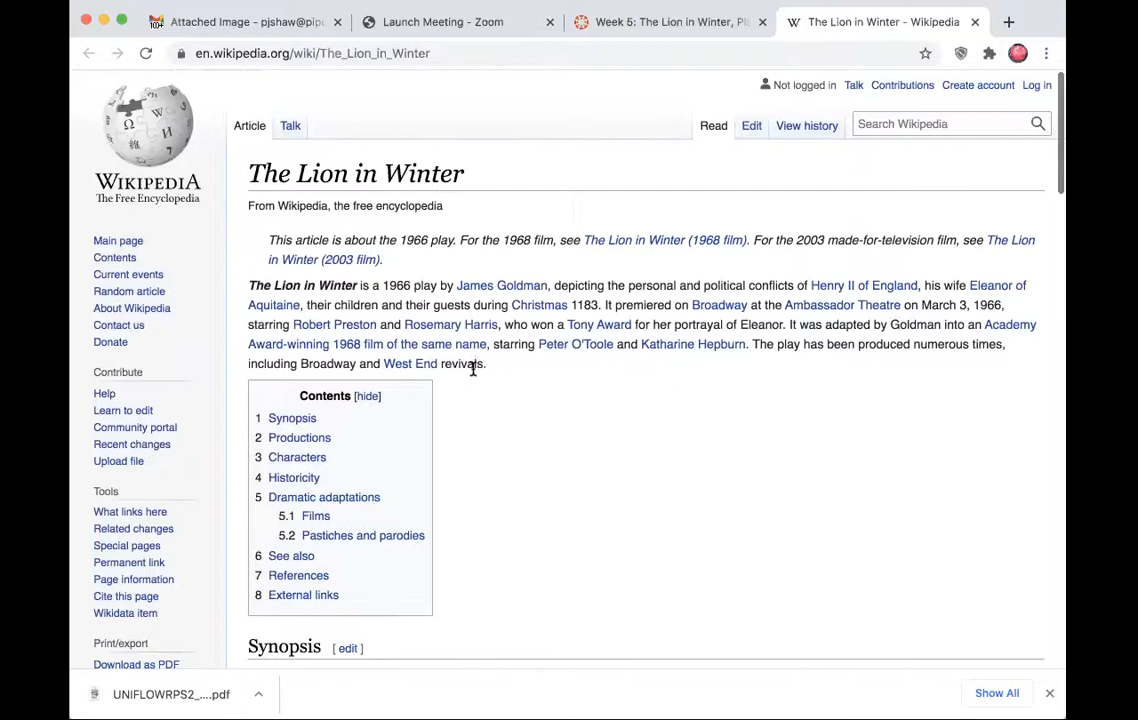 Attached Image - pjshaw@pip
Launch Meeting - Zoom
Week 5: The Lion in Winter, Pl
The Lion in Winter - Wikipedia
en.wikipedia.org/wiki/The_Lion_in_Winter
Not logged in Talk Contributions Create account Log in
Article Talk
Read Edit View history Search Wikipedia
WIKIPEDIA
The Free Encyclopedia
Main page
Contents
Current events
Random article
About Wikipedia
Contact us
Donate
Contribute
Help
Learn to edit
Community portal
Recent changes
Upload file
Tools
What links here
Related changes
Special pages
Permanent link
Page information
Cite this page
Wikidata item
Print/export
Download as PDF
The Lion in Winter
From Wikipedia, the free encyclopedia
This article is about the 1966 play. For the 1968 film, see The Lion in Winter (1968 film). For the 2003 made-for-television film, see The Lion
in Winter (2003 film).
The Lion in Winter is a 1966 play by James Goldman, depicting the personal and political conflicts of Henry II of England, his wife Eleanor of
Aquitaine, their children and their guests during Christmas 1183. It premiered on Broadway at the Ambassador Theatre on March 3, 1966,
starring Robert Preston and Rosemary Harris, who won a Tony Award for her portrayal of Eleanor. It was adapted by Goldman into an Academy
Award-winning 1968 film of the same name, starring Peter O'Toole and Katharine Hepburn. The play has been produced numerous times,
including Broadway and West End revivals.
Contents [hide]
1 Synopsis
2 Productions
3 Characters
4 Historicity
5 Dramatic adaptations
5.1 Films
5.2 Pastiches and parodies
6 See also
7 References
8 External links
Synopsis [ edit ]
UNIFLOWRPS2_....pdf
Show All